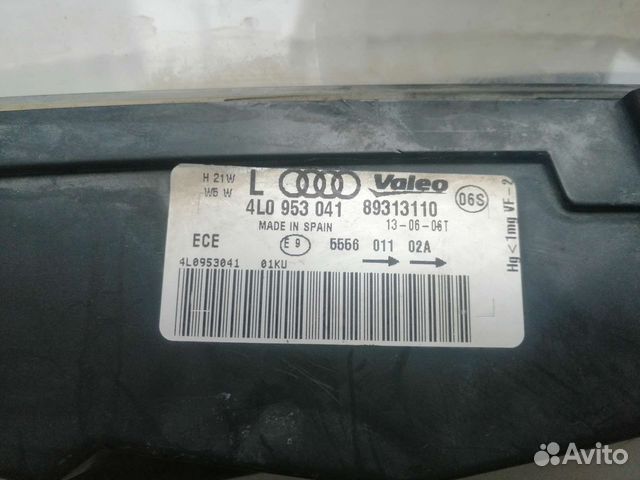 H 21W L Valeo
W5 W 06S
4L0 953 041 89313110
MADE IN SPAIN 13-06-06T
ECE E 9 5556 011 02A
4L0953041 01KU
Hg<1mg VF-2
Avito